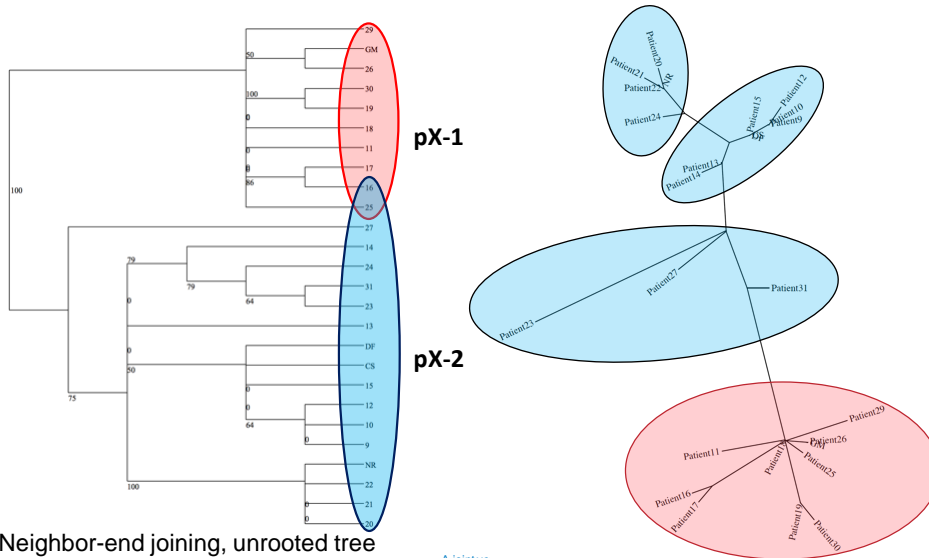 29
50
GM
26
30
100
19
0
18
pX-1
11
0
17
86
16
100
25
27
14
79
24
79
31
64
23
0
13
0
DF
50
pX-2
CS
15
0
12
0
10
64
9
0
75
NR
22
100
21
0
20
Neighbor-end joining, unrooted tree
Patient20
Patient21
NR
Patient22
Patient24
Patient12
Patient15
Patient10
Patient9
Patient13
Patient14
Patient27
Patient31
Patient23
Patient29
Patient26
GM
Patient11
Patient25
Patient16
Patient17
Patient19
Patient30